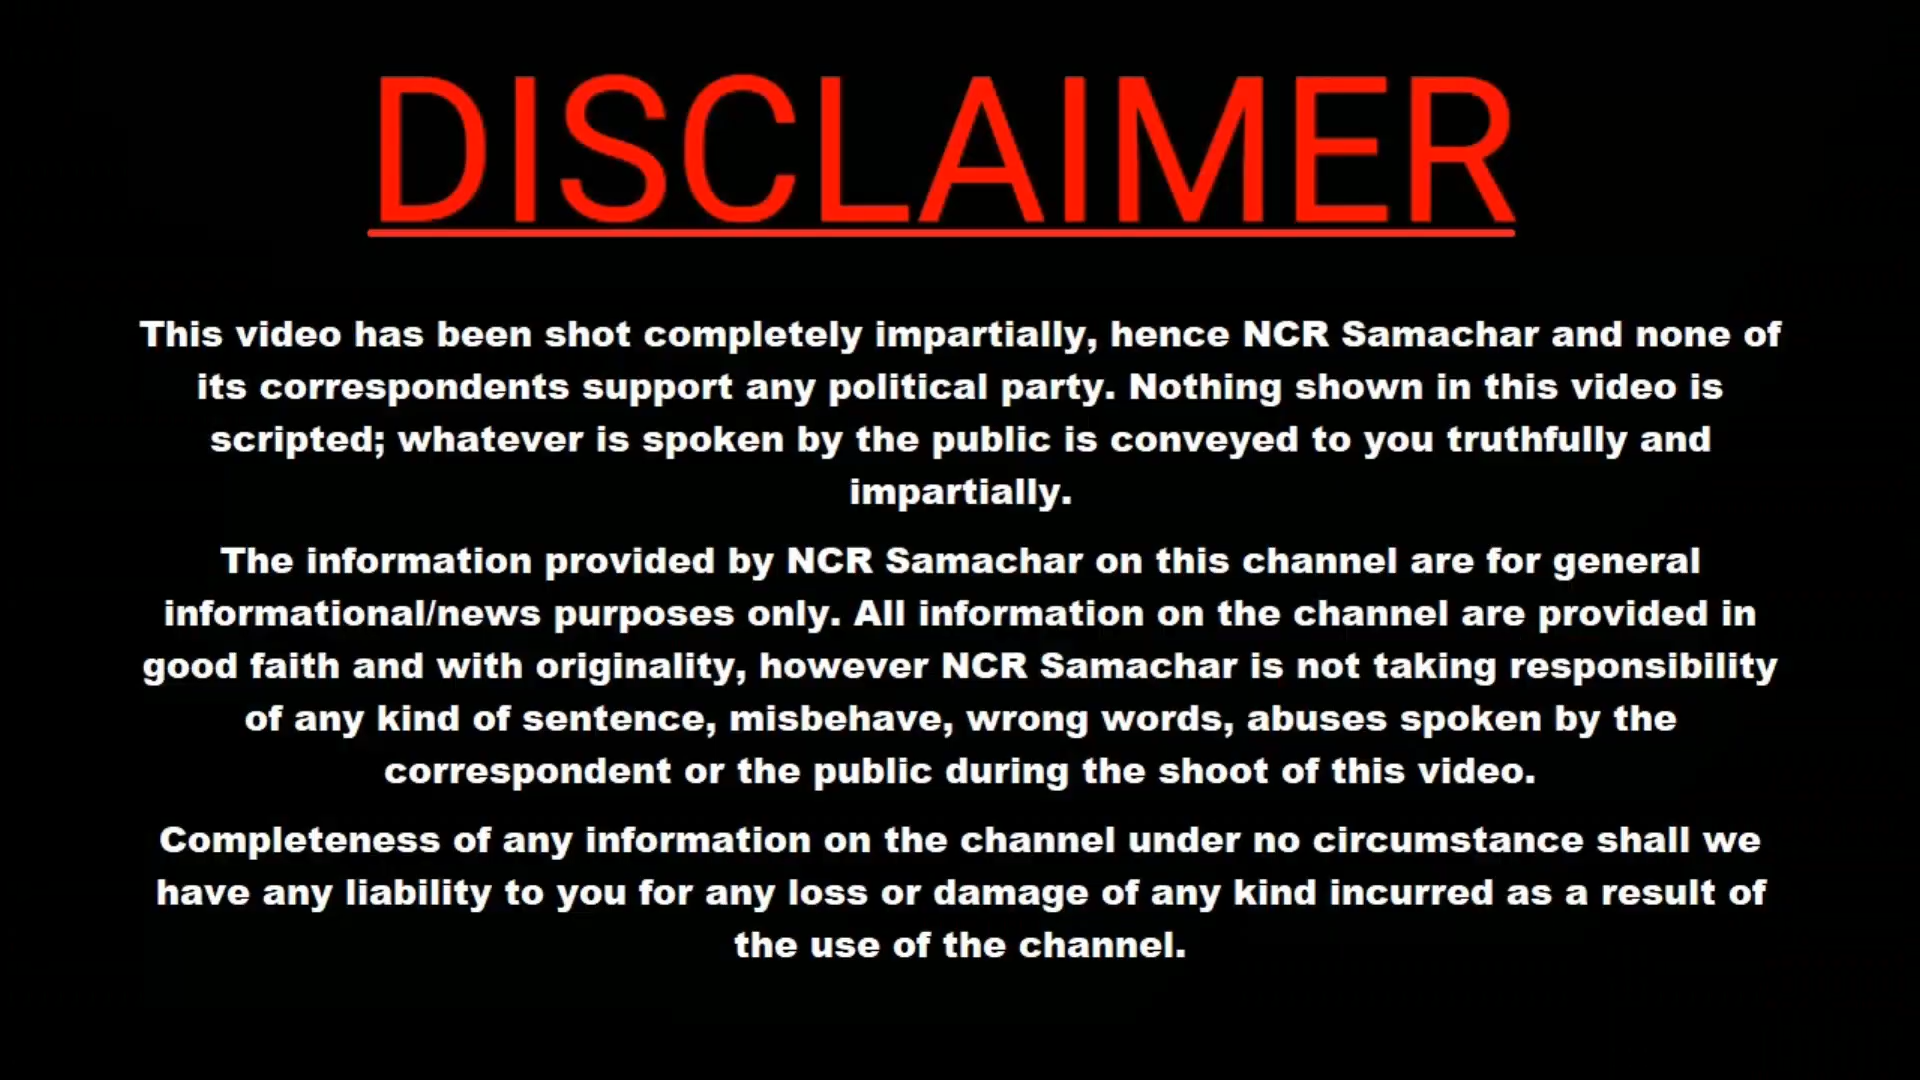 DISCLAIMER
This video has been shot completely impartially, hence NCR Samachar and none of
its correspondents support any political party. Nothing shown in this video is
scripted; whatever is spoken by the public is conveyed to you truthfully and
impartially.
The information provided by NCR Samachar on this channel are for general
informational/news purposes only. All information on the channel are provided in
good faith and with originality, however NCR Samachar is not taking responsibility
of any kind of sentence, misbehave, wrong words, abuses spoken by the
correspondent or the public during the shoot of this video.
Completeness of any information on the channel under no circumstance shall we
have any liability to you for any loss or damage of any kind incurred as a result of
the use of the channel.